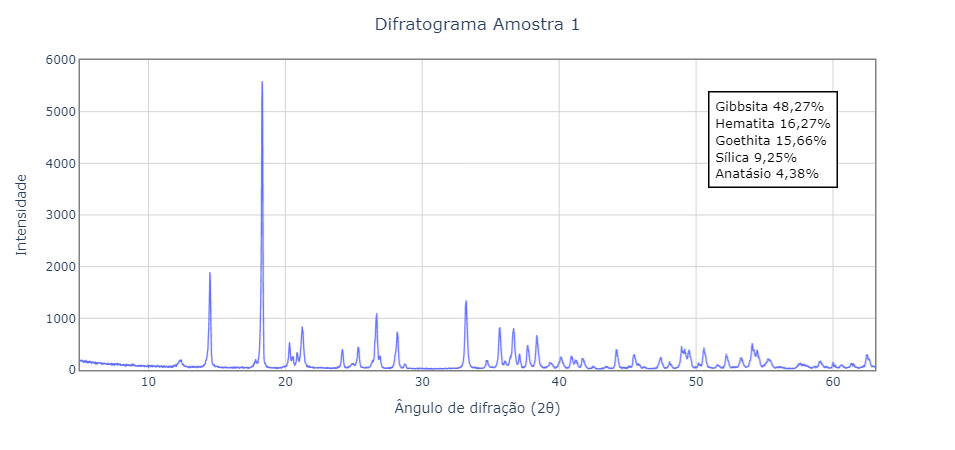 Difratograma Amostra 1
6000
5000
4000
3000
2000
1000
0
Intensidade
Gibbsita 48,27%
Hematita 16,27%
Goethita 15,66%
Sílica 9,25%
Anatásio 4,38%
10 20 30 40 50 60
Ângulo de difração (2θ)